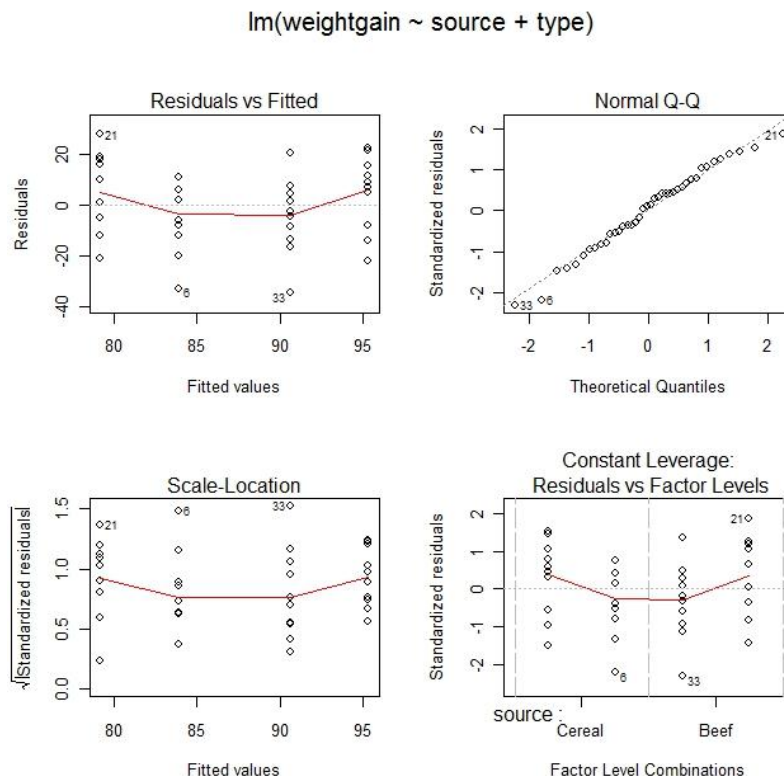 lm(weightgain ~ source + type)
Residuals vs Fitted
Residuals
20
0
-20
-40
21
6
33
80
85
90
95
Fitted values
Normal Q-Q
Standardized residuals
2
1
0
-1
-2
21
33
6
-2
-1
0
1
2
Theoretical Quantiles
Scale-Location
√|Standardized residuals|
1.5
1.0
0.5
0.0
21
6
33
80
85
90
95
Fitted values
Constant Leverage:
Residuals vs Factor Levels
Standardized residuals
2
1
0
-1
-2
21
6
33
source :
Cereal
Beef
Factor Level Combinations